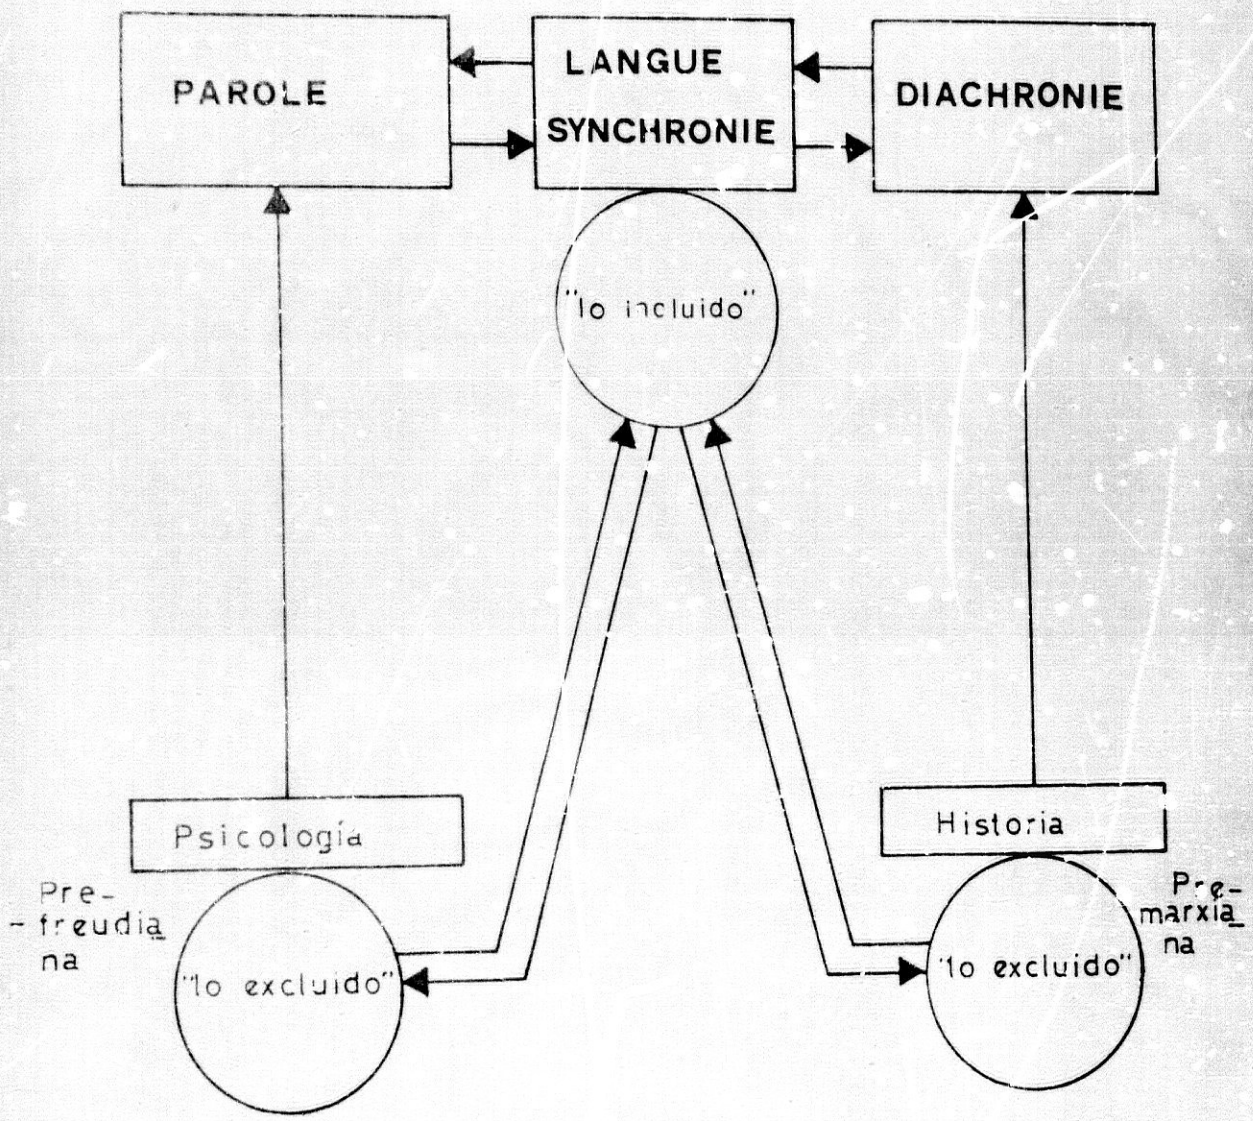 PAROLE
LANGUE
SYNCHRONIE
DIACHRONIE
"lo incluido"
Psicología
Historia
Pre-
-freudia
na
Pre-
marxia
na
"lo excluido"
"lo excluido"